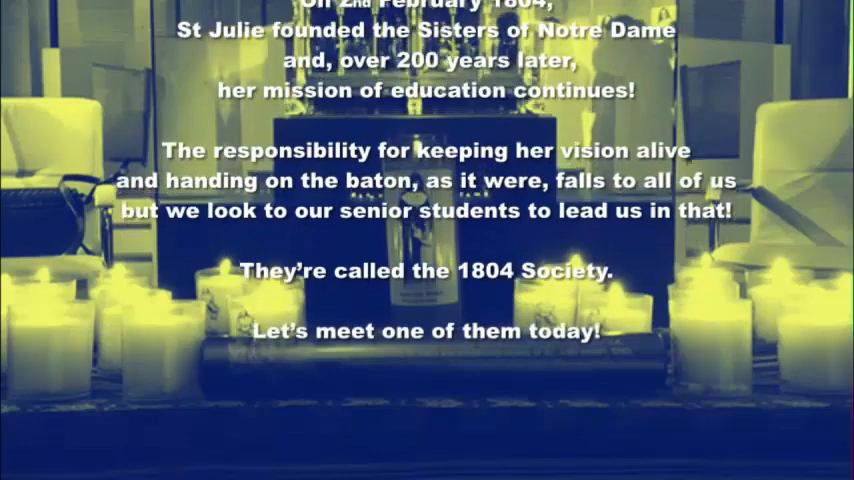 On 2nd February 1804,
St Julie founded the Sisters of Notre Dame
and, over 200 years later,
her mission of education continues!
The responsibility for keeping her vision alive
and handing on the baton, as it were, falls to all of us
but we look to our senior students to lead us in that!
They're called the 1804 Society.
Let's meet one of them today!